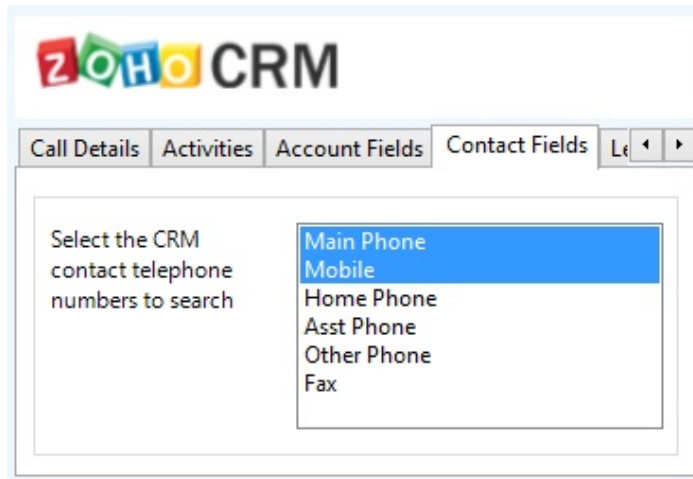 ZOHO CRM
Call Details Activities Account Fields Contact Fields
Select the CRM
contact telephone
numbers to search
Main Phone
Mobile
Home Phone
Asst Phone
Other Phone
Fax